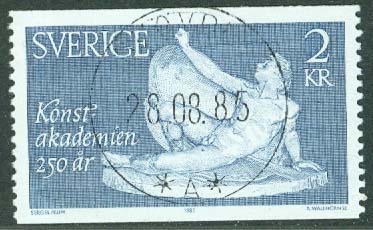 SVERIGE 2
KR
28.08.85
Konst-
akademien
250 år
* A *